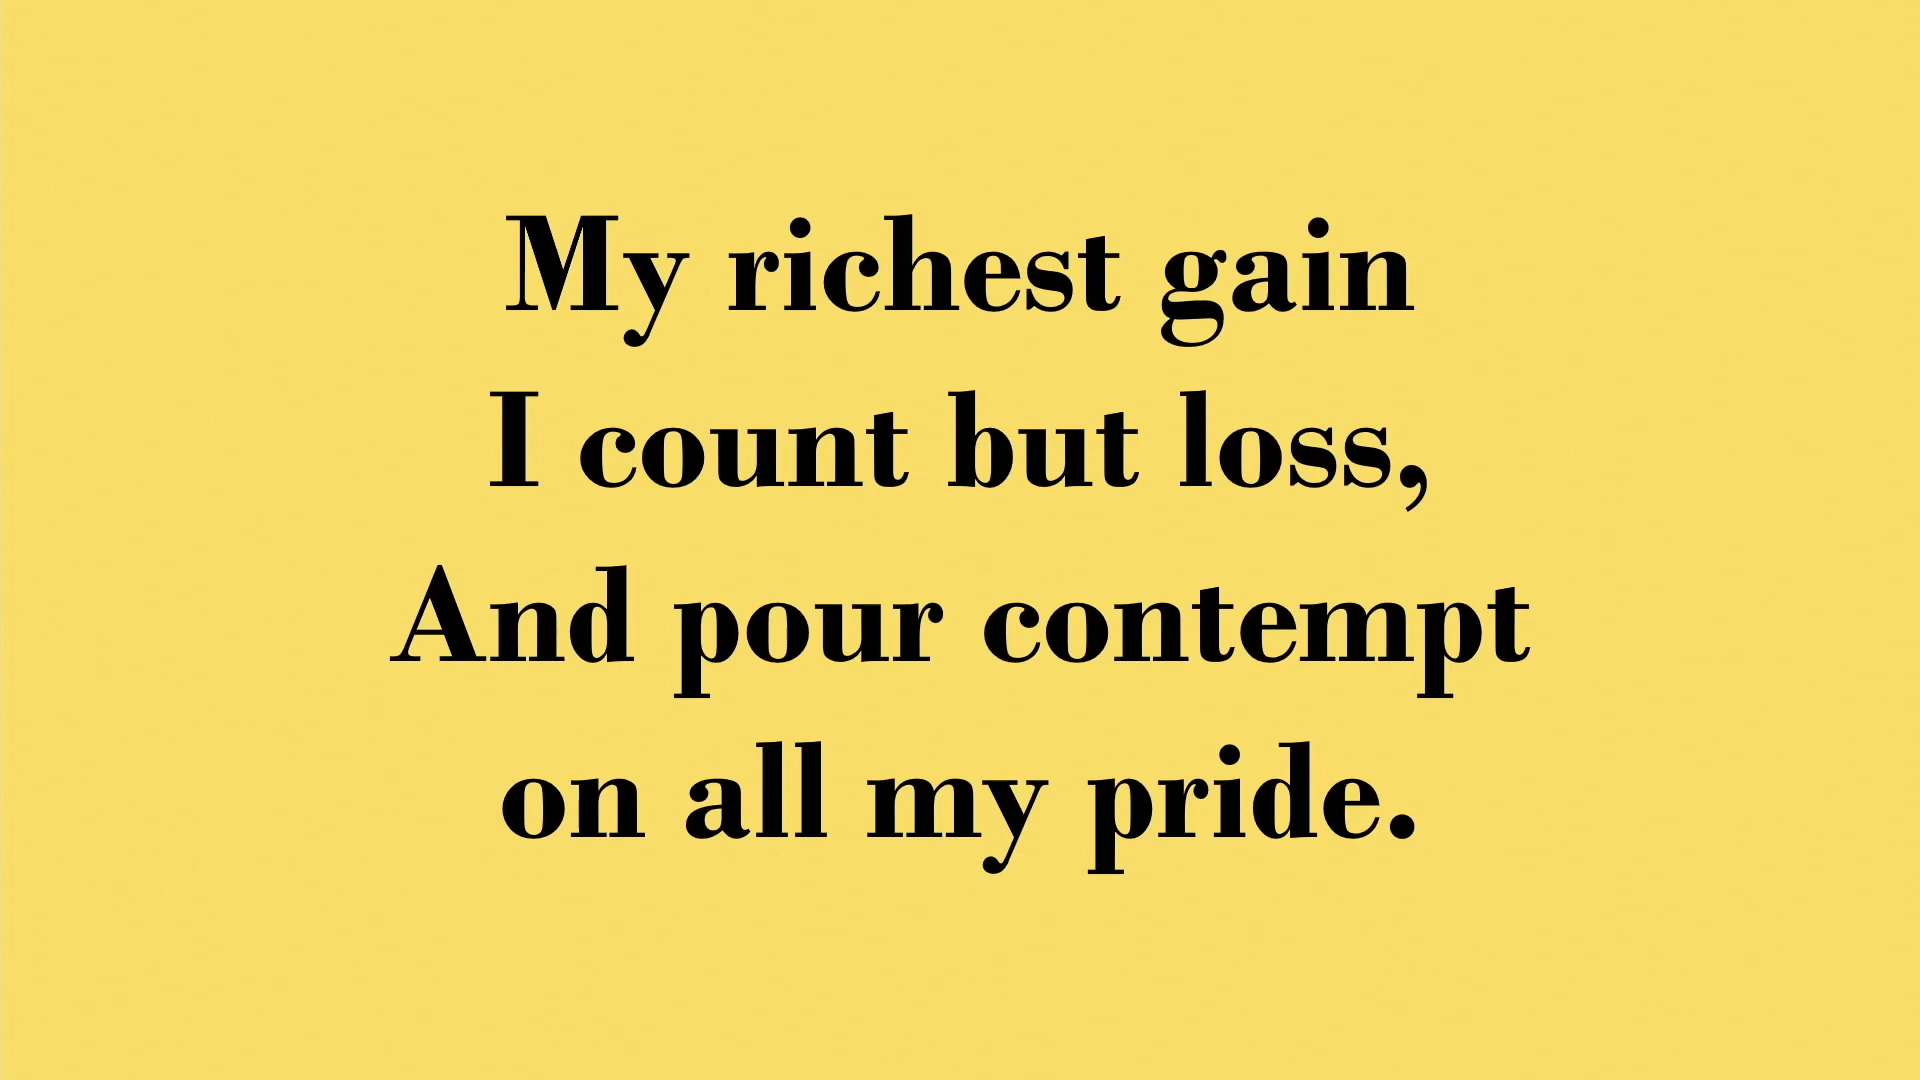 My richest gain
I count but loss,
And pour contempt
on all my pride.